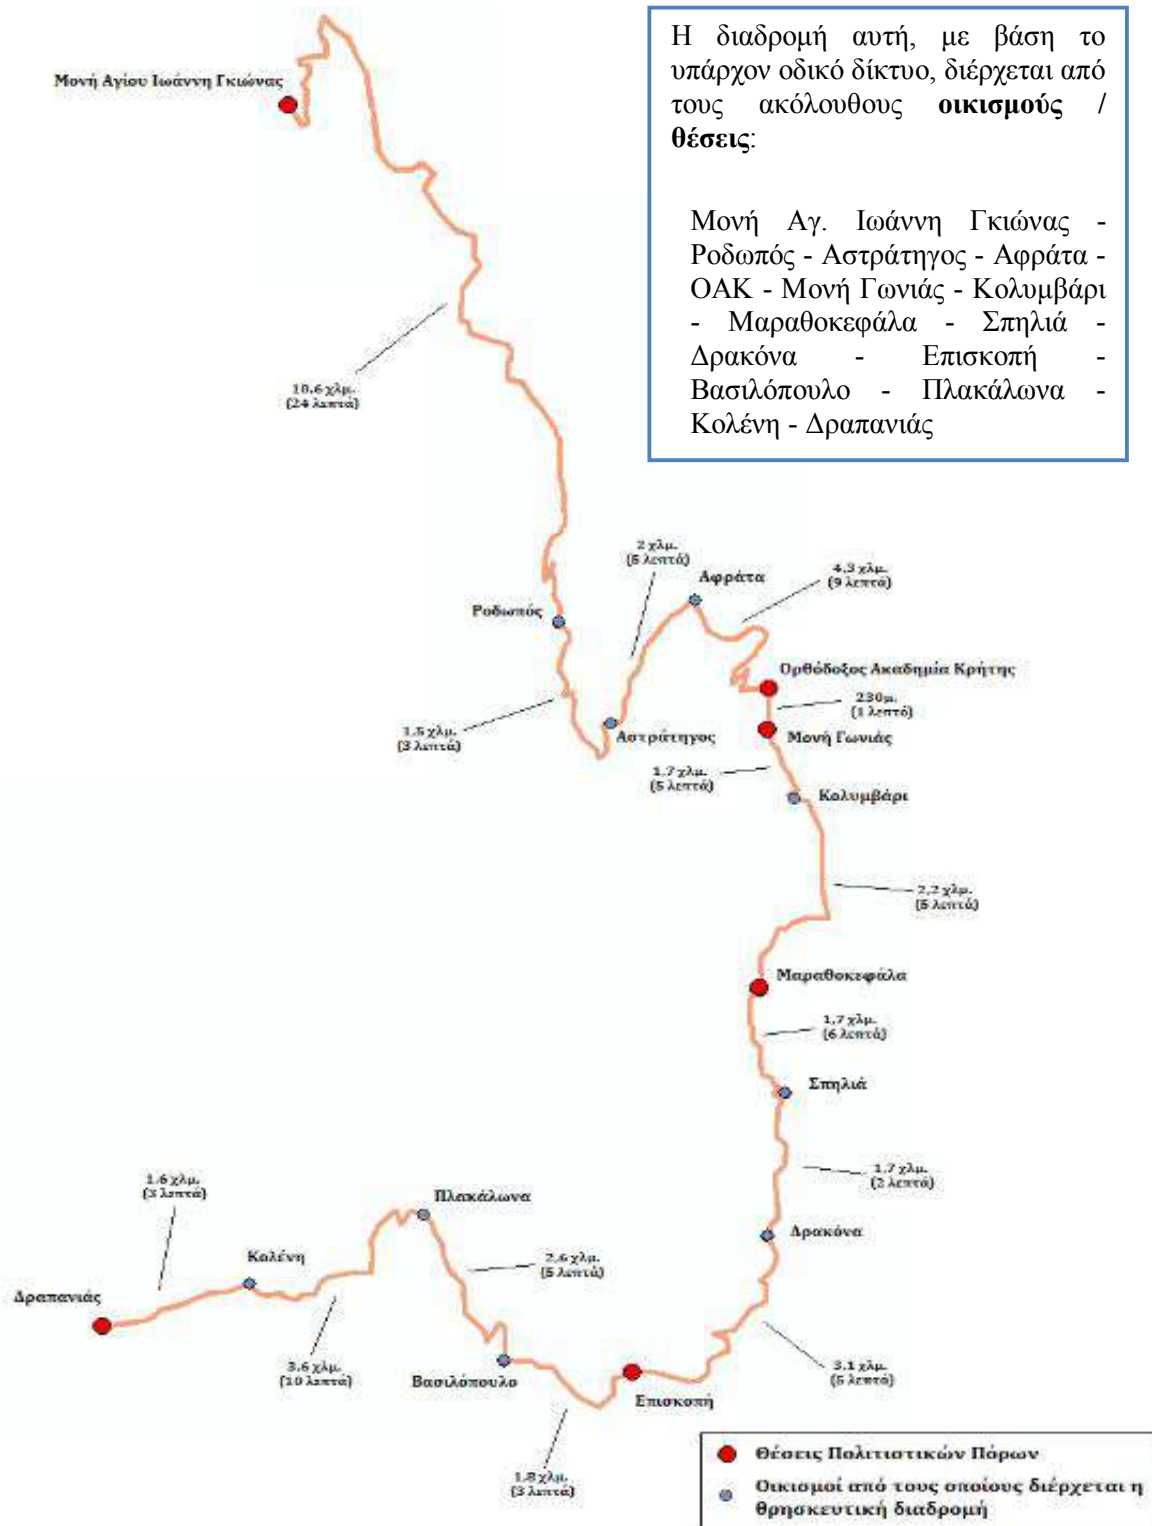 Η διαδρομή αυτή, με βάση το
υπάρχον οδικό δίκτυο, διέρχεται από
τους ακόλουθους οικισμούς /
θέσεις:
Μονή Αγ. Ιωάννη Γκιώνας -
Ροδωπός - Αστράτηγος - Αφράτα -
ΟΑΚ - Μονή Γωνιάς - Κολυμβάρι
- Μαραθοκεφάλα - Σπηλιά -
Δρακόνα - Επισκοπή -
Βασιλόπουλο - Πλακάλωνα -
Κολένη - Δραπανιάς
Μονή Αγίου Ιωάννη Γκιώνας
10,6 χλμ.
(24 λεπτά)
2 χλμ.
(5 λεπτά)
Αφράτα
4,3 χλμ.
(9 λεπτά)
Ροδωπός
Ορθόδοξος Ακαδημία Κρήτης
230μ.
(1 λεπτό)
1,5 χλμ.
(3 λεπτά)
Αστράτηγος
Μονή Γωνιάς
1,7 χλμ.
(5 λεπτά)
Κολυμβάρι
2,2 χλμ.
(5 λεπτά)
Μαραθοκεφάλα
1,7 χλμ.
(6 λεπτά)
Σπηλιά
1,7 χλμ.
(2 λεπτά)
1,6 χλμ.
(3 λεπτά)
Πλακάλωνα
Δρακόνα
Κολένη
2,6 χλμ.
(5 λεπτά)
Δραπανιάς
3,6 χλμ.
(10 λεπτά)
Βασιλόπουλο
3,1 χλμ.
(5 λεπτά)
Επισκοπή
1,8 χλμ.
(3 λεπτά)
Θέσεις Πολιτιστικών Πόρων
Οικισμοί από τους οποίους διέρχεται η
θρησκευτική διαδρομή